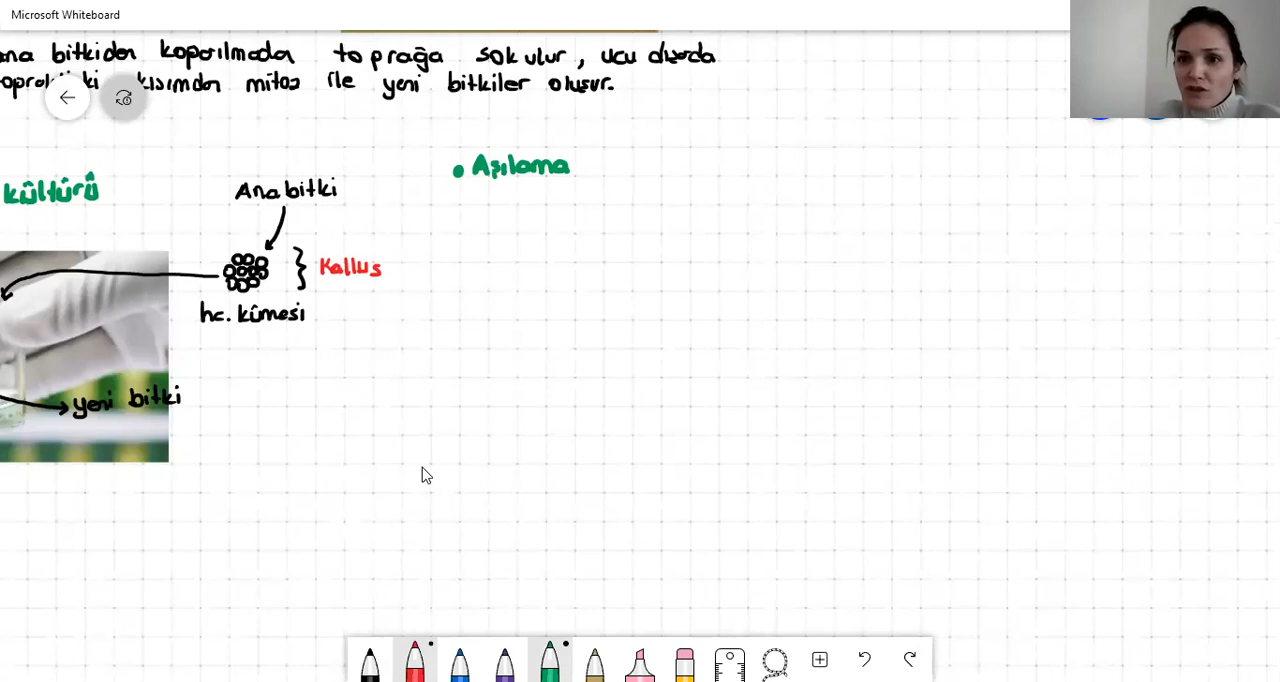 Microsoft Whiteboard
ana bitkiden koparılmadan toprağa sokulur, ucu dışarda
kısımdan mitoz ile yeni bitkiler oluşur.
• Aşılama
kültürü
Ana bitki
Kallus
hc. kümesi
yeni bitki